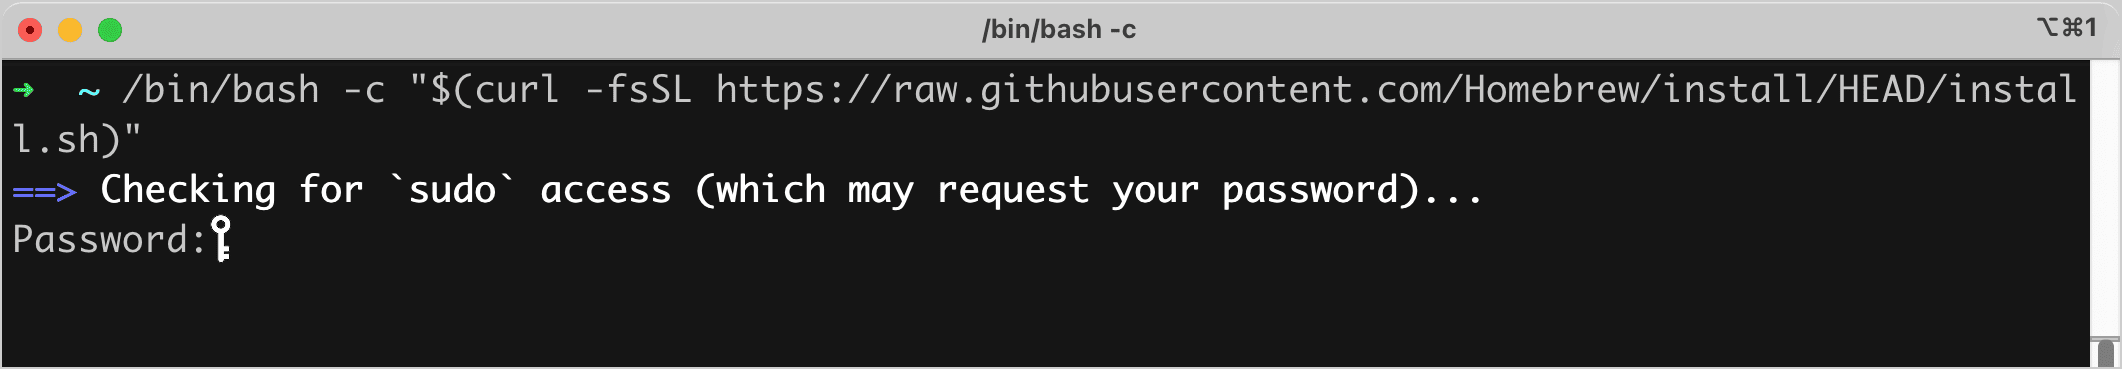 /bin/bash -c
⌥⌘1
➜ ~ /bin/bash -c "$(curl -fsSL https://raw.githubusercontent.com/Homebrew/install/HEAD/instal
l.sh)"
==> Checking for `sudo` access (which may request your password)...
Password: